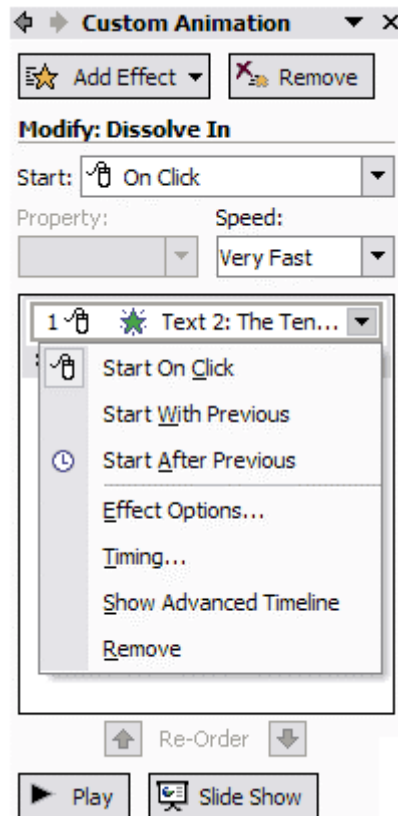 Custom Animation
Add Effect Remove
Modify: Dissolve In
Start: On Click
Property: Speed:
Very Fast
1 Text 2: The Ten...
Start On Click
Start With Previous
Start After Previous
Effect Options...
Timing...
Show Advanced Timeline
Remove
Re-Order
Play Slide Show